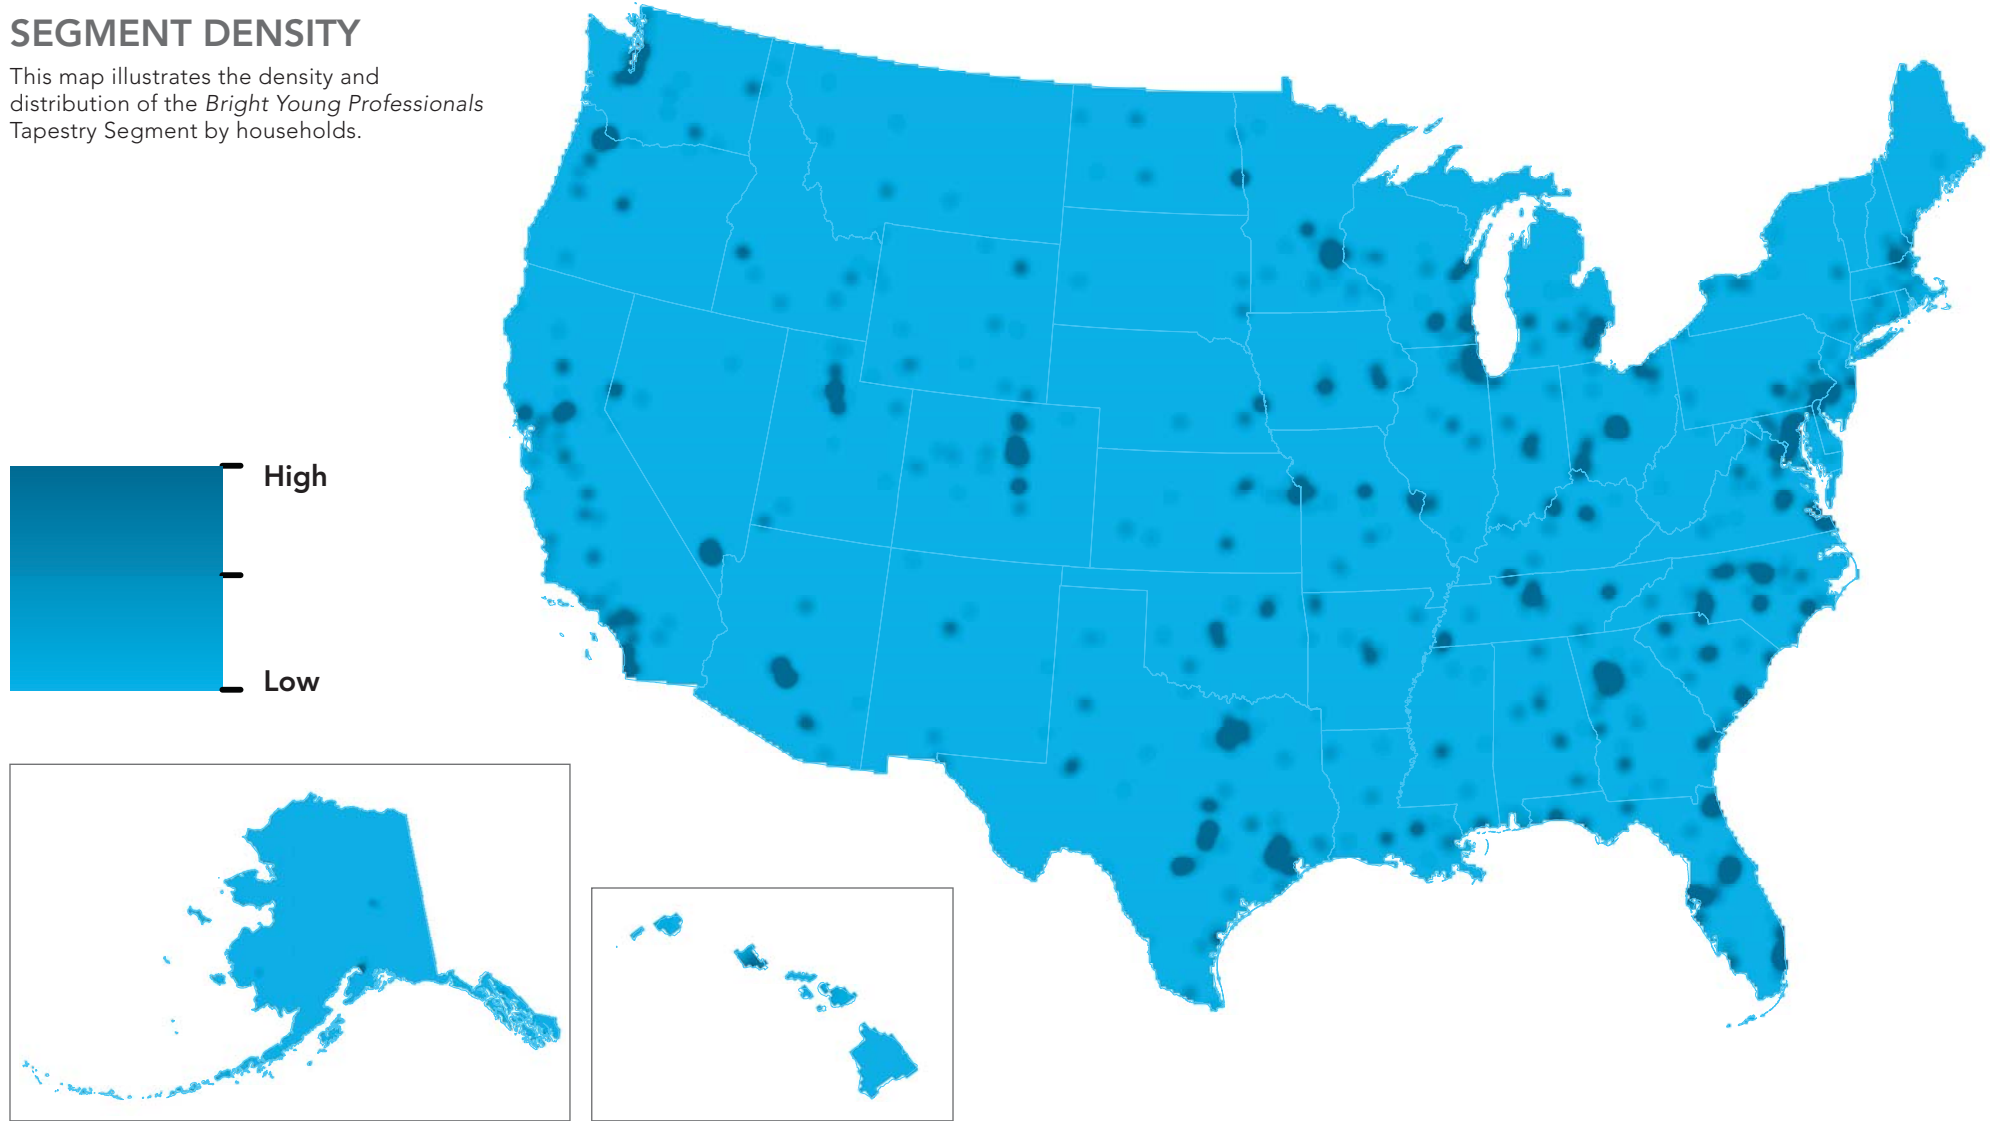 SEGMENT DENSITY
This map illustrates the density and
distribution of the Bright Young Professionals
Tapestry Segment by households.
High
Low